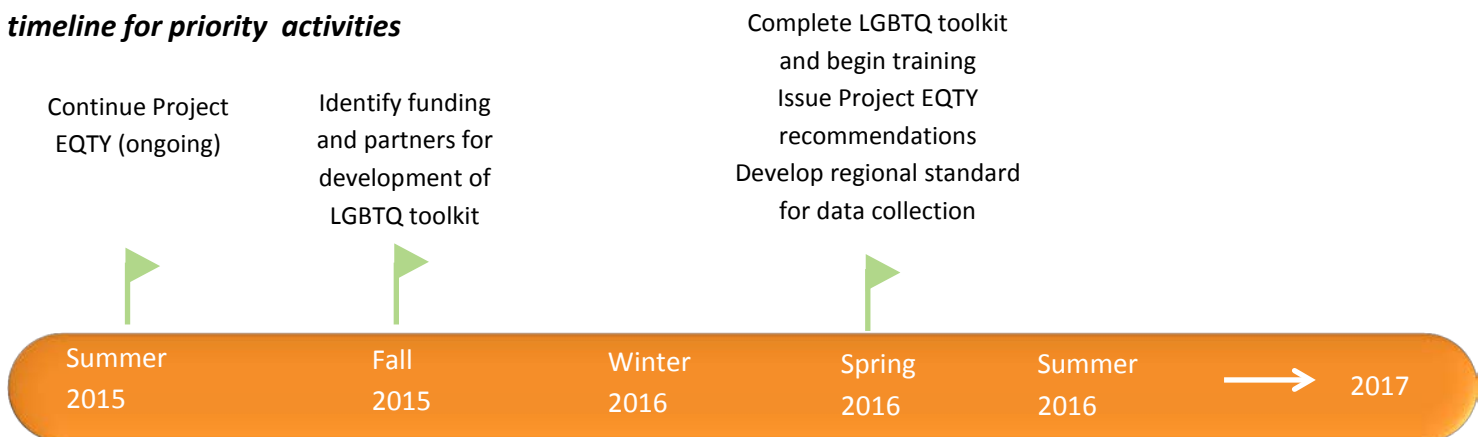 timeline for priority activities
Continue Project
EQTY (ongoing)
Identify funding
and partners for
development of
LGBTQ toolkit
Complete LGBTQ toolkit
and begin training
Issue Project EQTY
recommendations
Develop regional standard
for data collection
Summer
2015
Fall
2015
Winter
2016
Spring
2016
Summer
2016
2017